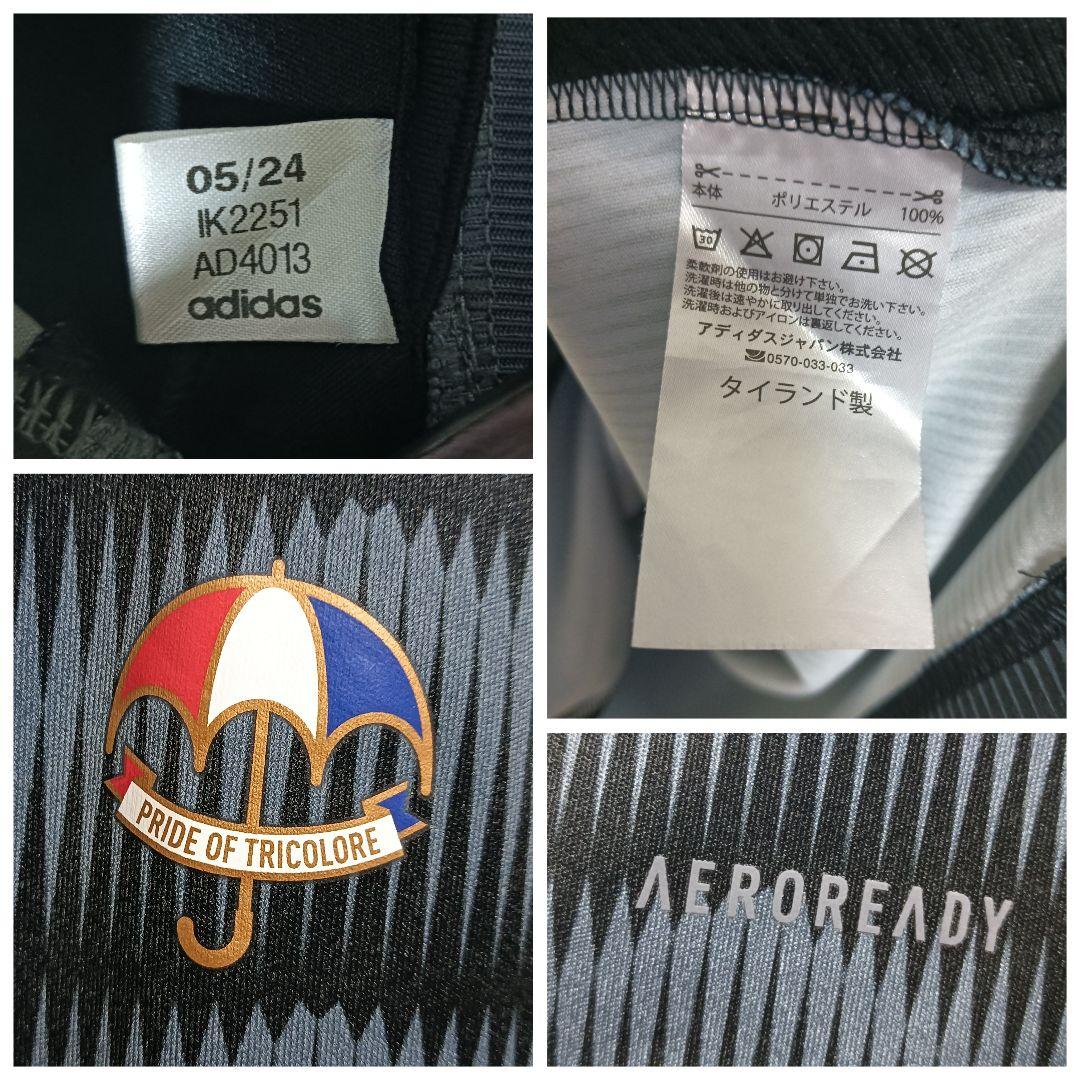 05/24
IK2251
AD4013
adidas
本体 ポリエステル 100%
30
柔軟剤の使用はお避け下さい。
洗濯時は他の物と分けて単独でお洗い下さい。
洗濯後は速やかに取り出してください。
洗濯時およびアイロンは裏返してください。
アディダスジャパン株式会社
0570-033-033
タイランド製
PRIDE OF TRICOLORE
AEROREADY